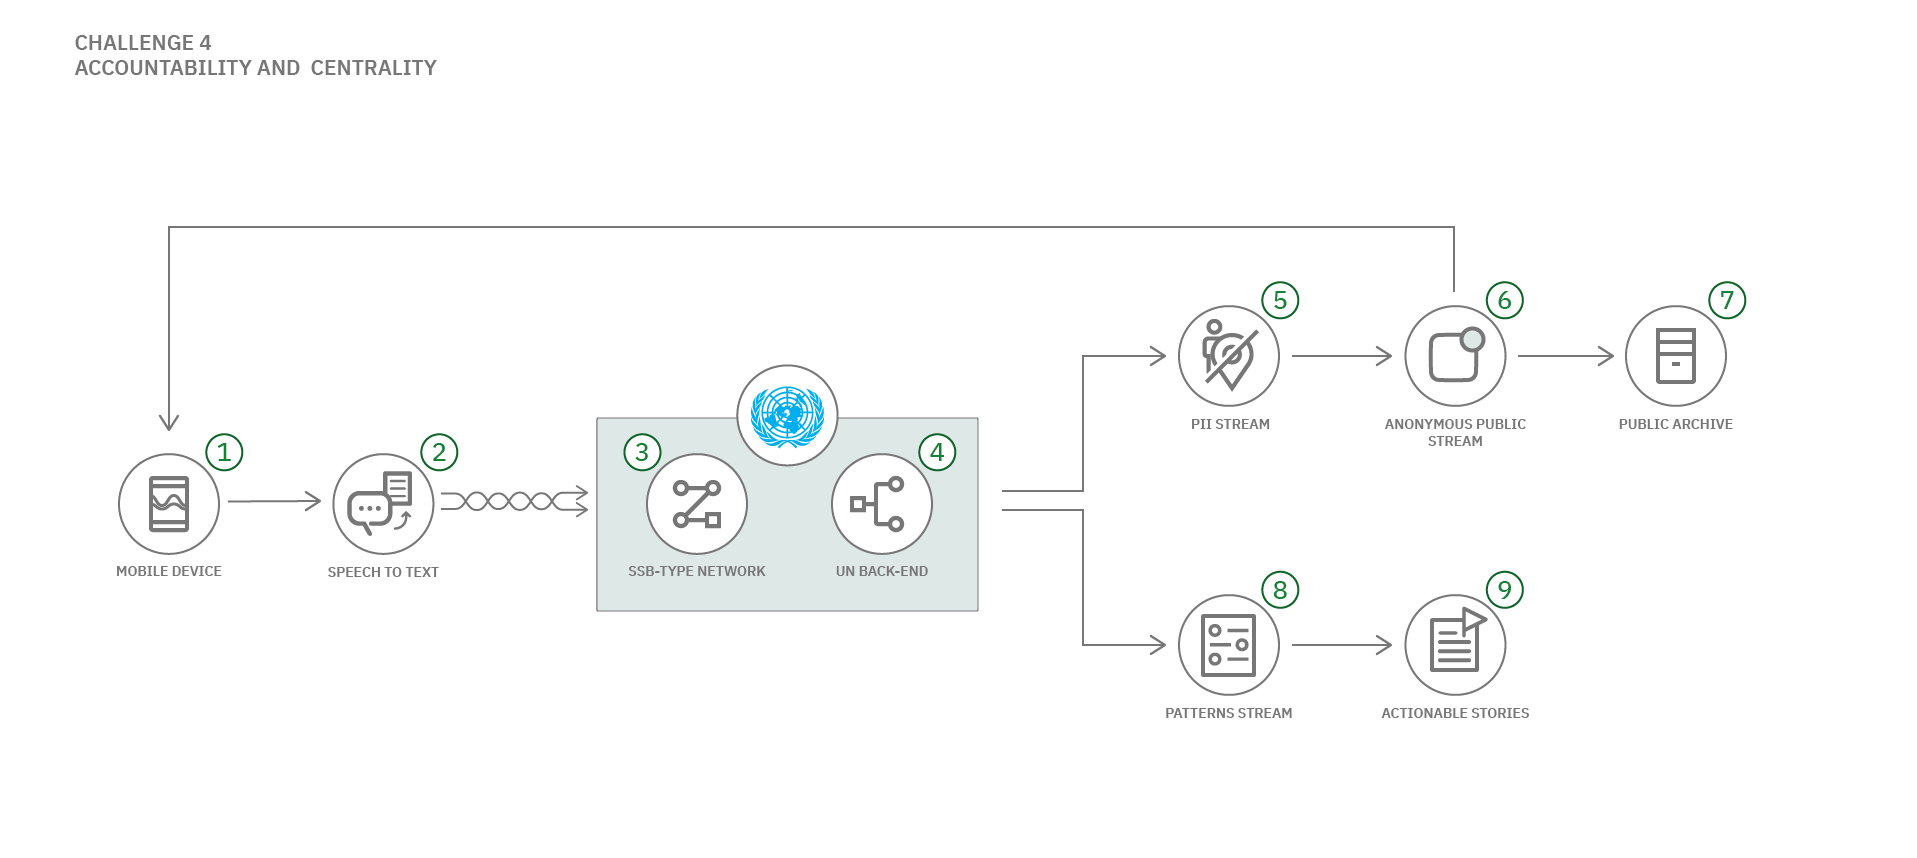 CHALLENGE 4
ACCOUNTABILITY AND CENTRALITY
1
MOBILE DEVICE
2
SPEECH TO TEXT
3
SSB-TYPE NETWORK
4
UN BACK-END
5
PII STREAM
6
ANONYMOUS PUBLIC
STREAM
7
PUBLIC ARCHIVE
8
PATTERNS STREAM
9
ACTIONABLE STORIES